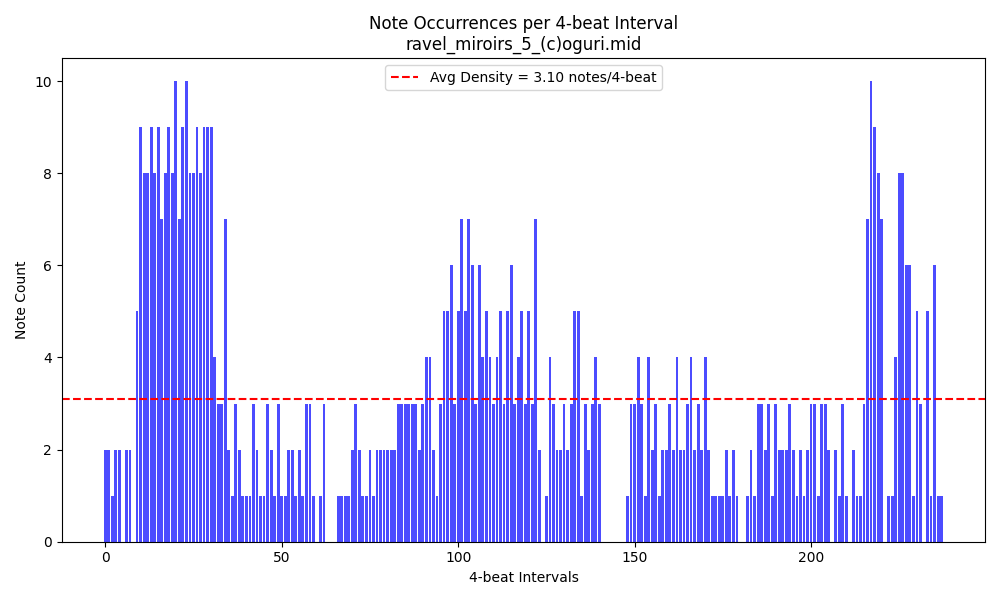 Note Occurrences per 4-beat Interval
ravel_miroirs_5_(c)oguri.mid
Avg Density = 3.10 notes/4-beat
Note Count
10
8
6
4
2
0
0
50
100
150
200
4-beat Intervals